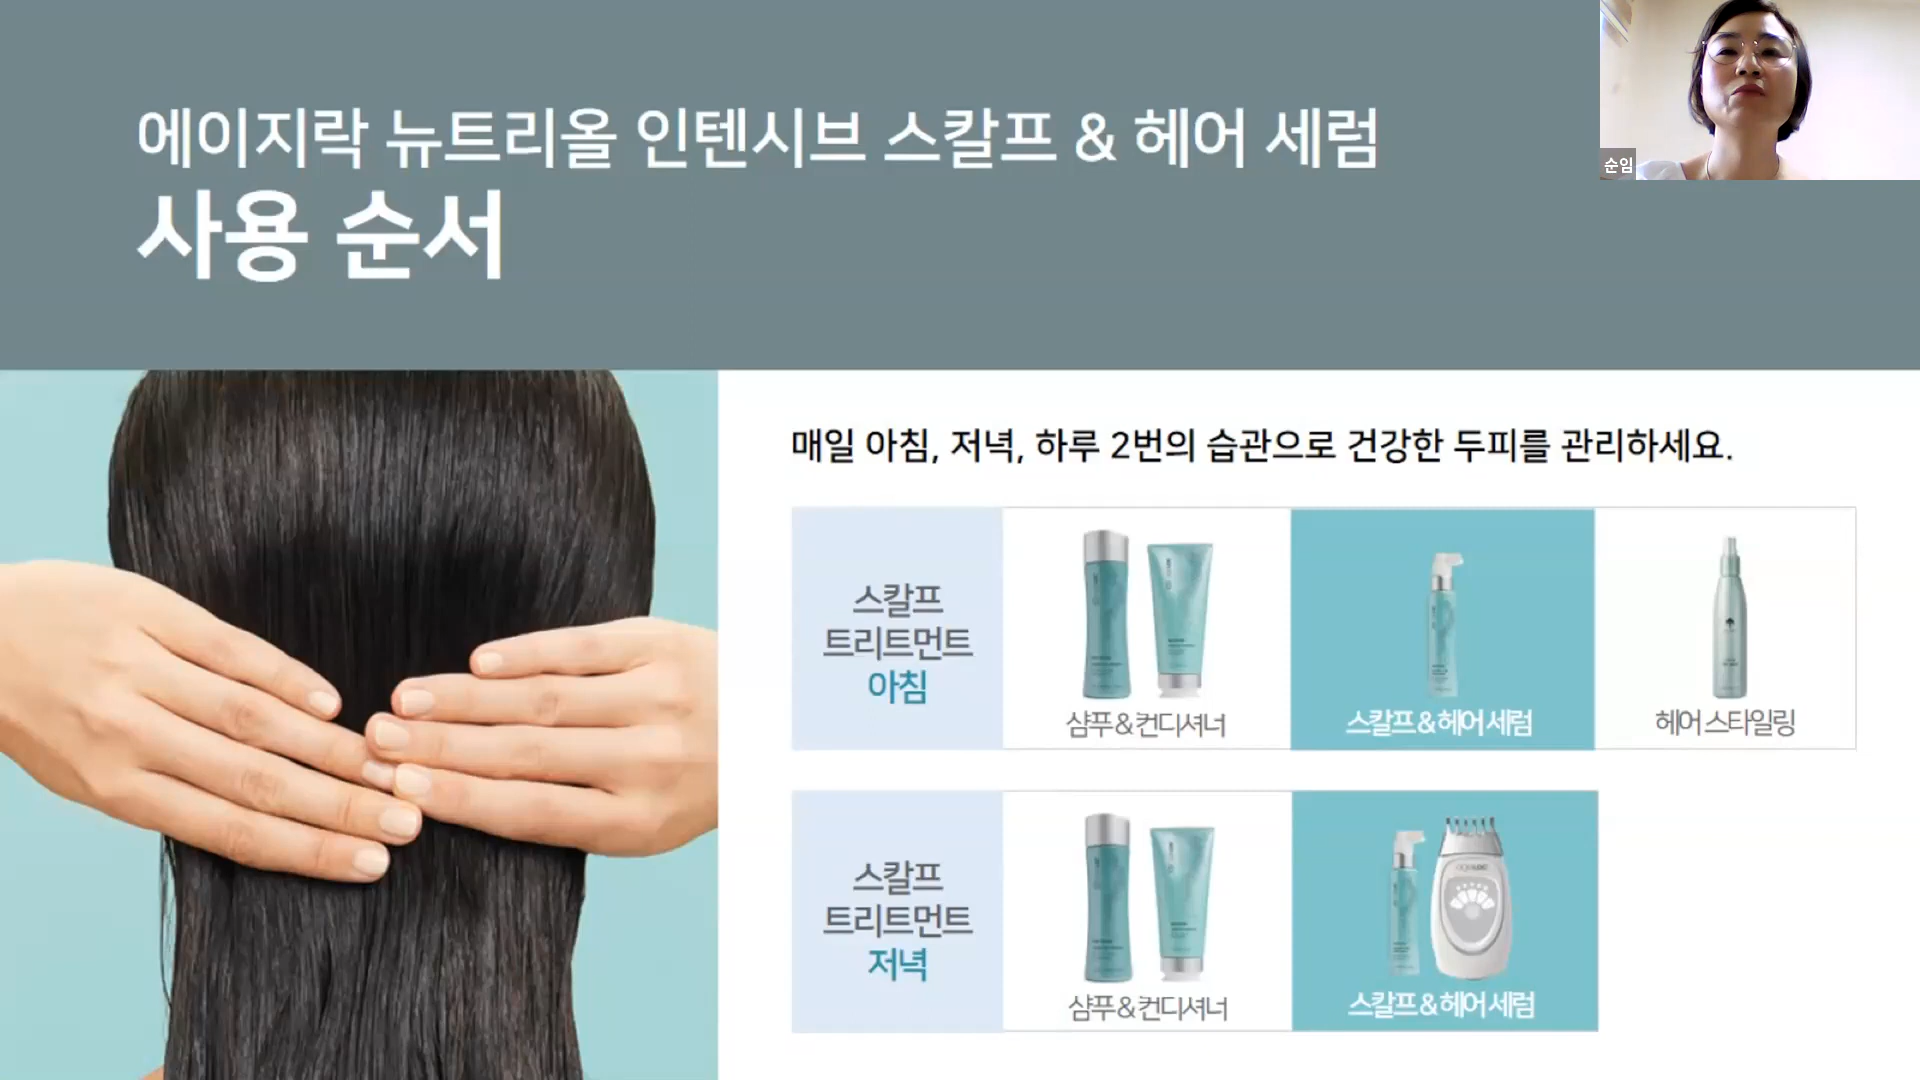 에이지락 뉴트리올 인텐시브 스칼프 & 헤어 세럼
사용 순서
순임
매일 아침, 저녁, 하루 2번의 습관으로 건강한 두피를 관리하세요.
스칼프
트리트먼트
아침
샴푸 & 컨디셔너
스칼프 & 헤어 세럼
헤어 스타일링
스칼프
트리트먼트
저녁
샴푸 & 컨디셔너
스칼프 & 헤어 세럼